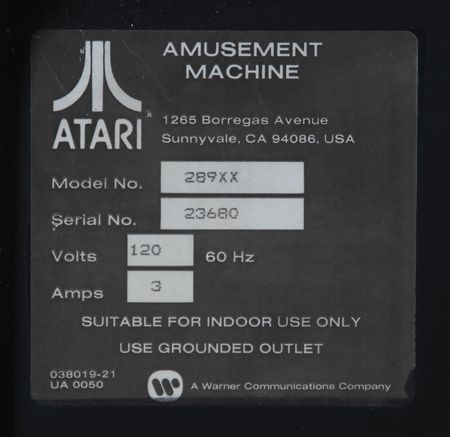 AMUSEMENT
MACHINE
ATARI®
1265 Borregas Avenue
Sunnyvale, CA 94086, USA
Model No. 289XX
Serial No. 23680
Volts 120 60 Hz
Amps 3
SUITABLE FOR INDOOR USE ONLY
USE GROUNDED OUTLET
038019-21
UA 0050
A Warner Communications Company